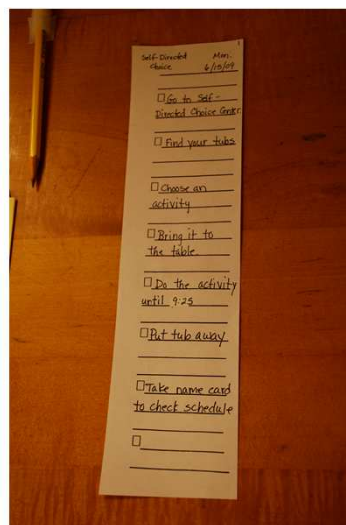 Self-Directed Mon.
Choice 6/15/09
Go to Self-
Directed Choice Center.
Find your tubs
Choose an
activity
Bring it to
the table.
Do the activity
until 9:25
Put tub away
Take name card
to check schedule